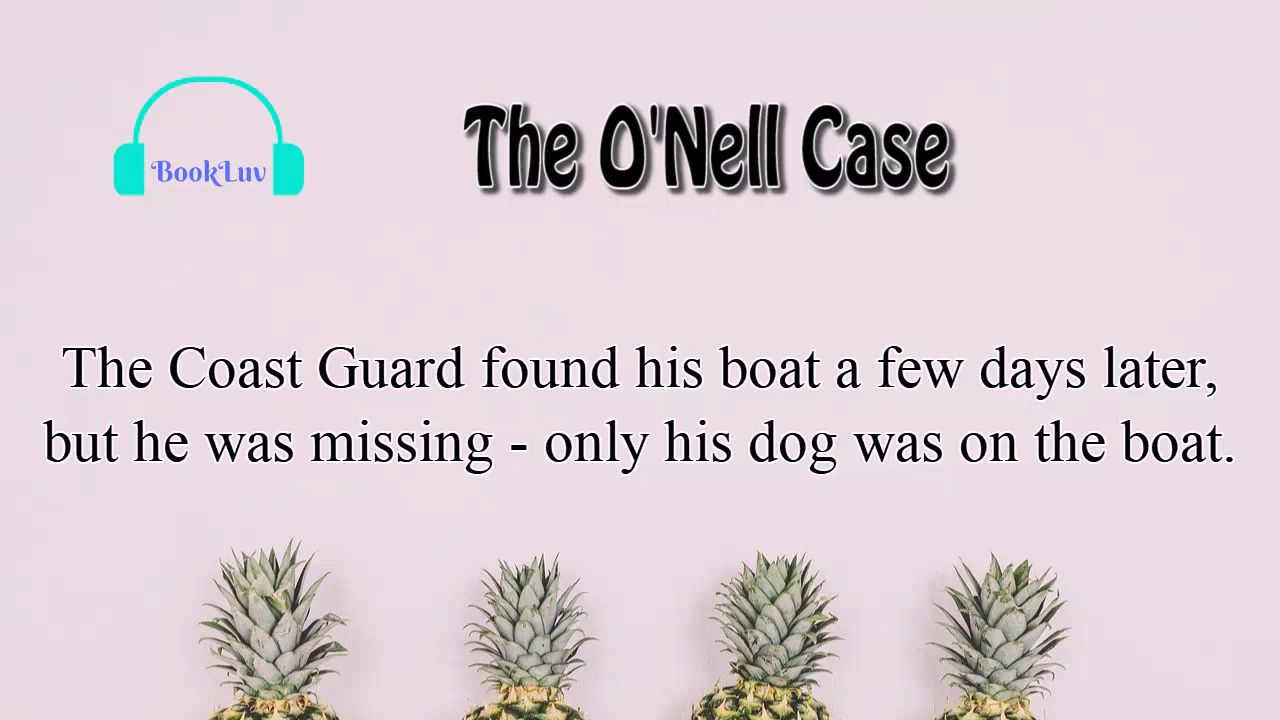 BookLuv
The O'Nell Case
The Coast Guard found his boat a few days later,
but he was missing - only his dog was on the boat.